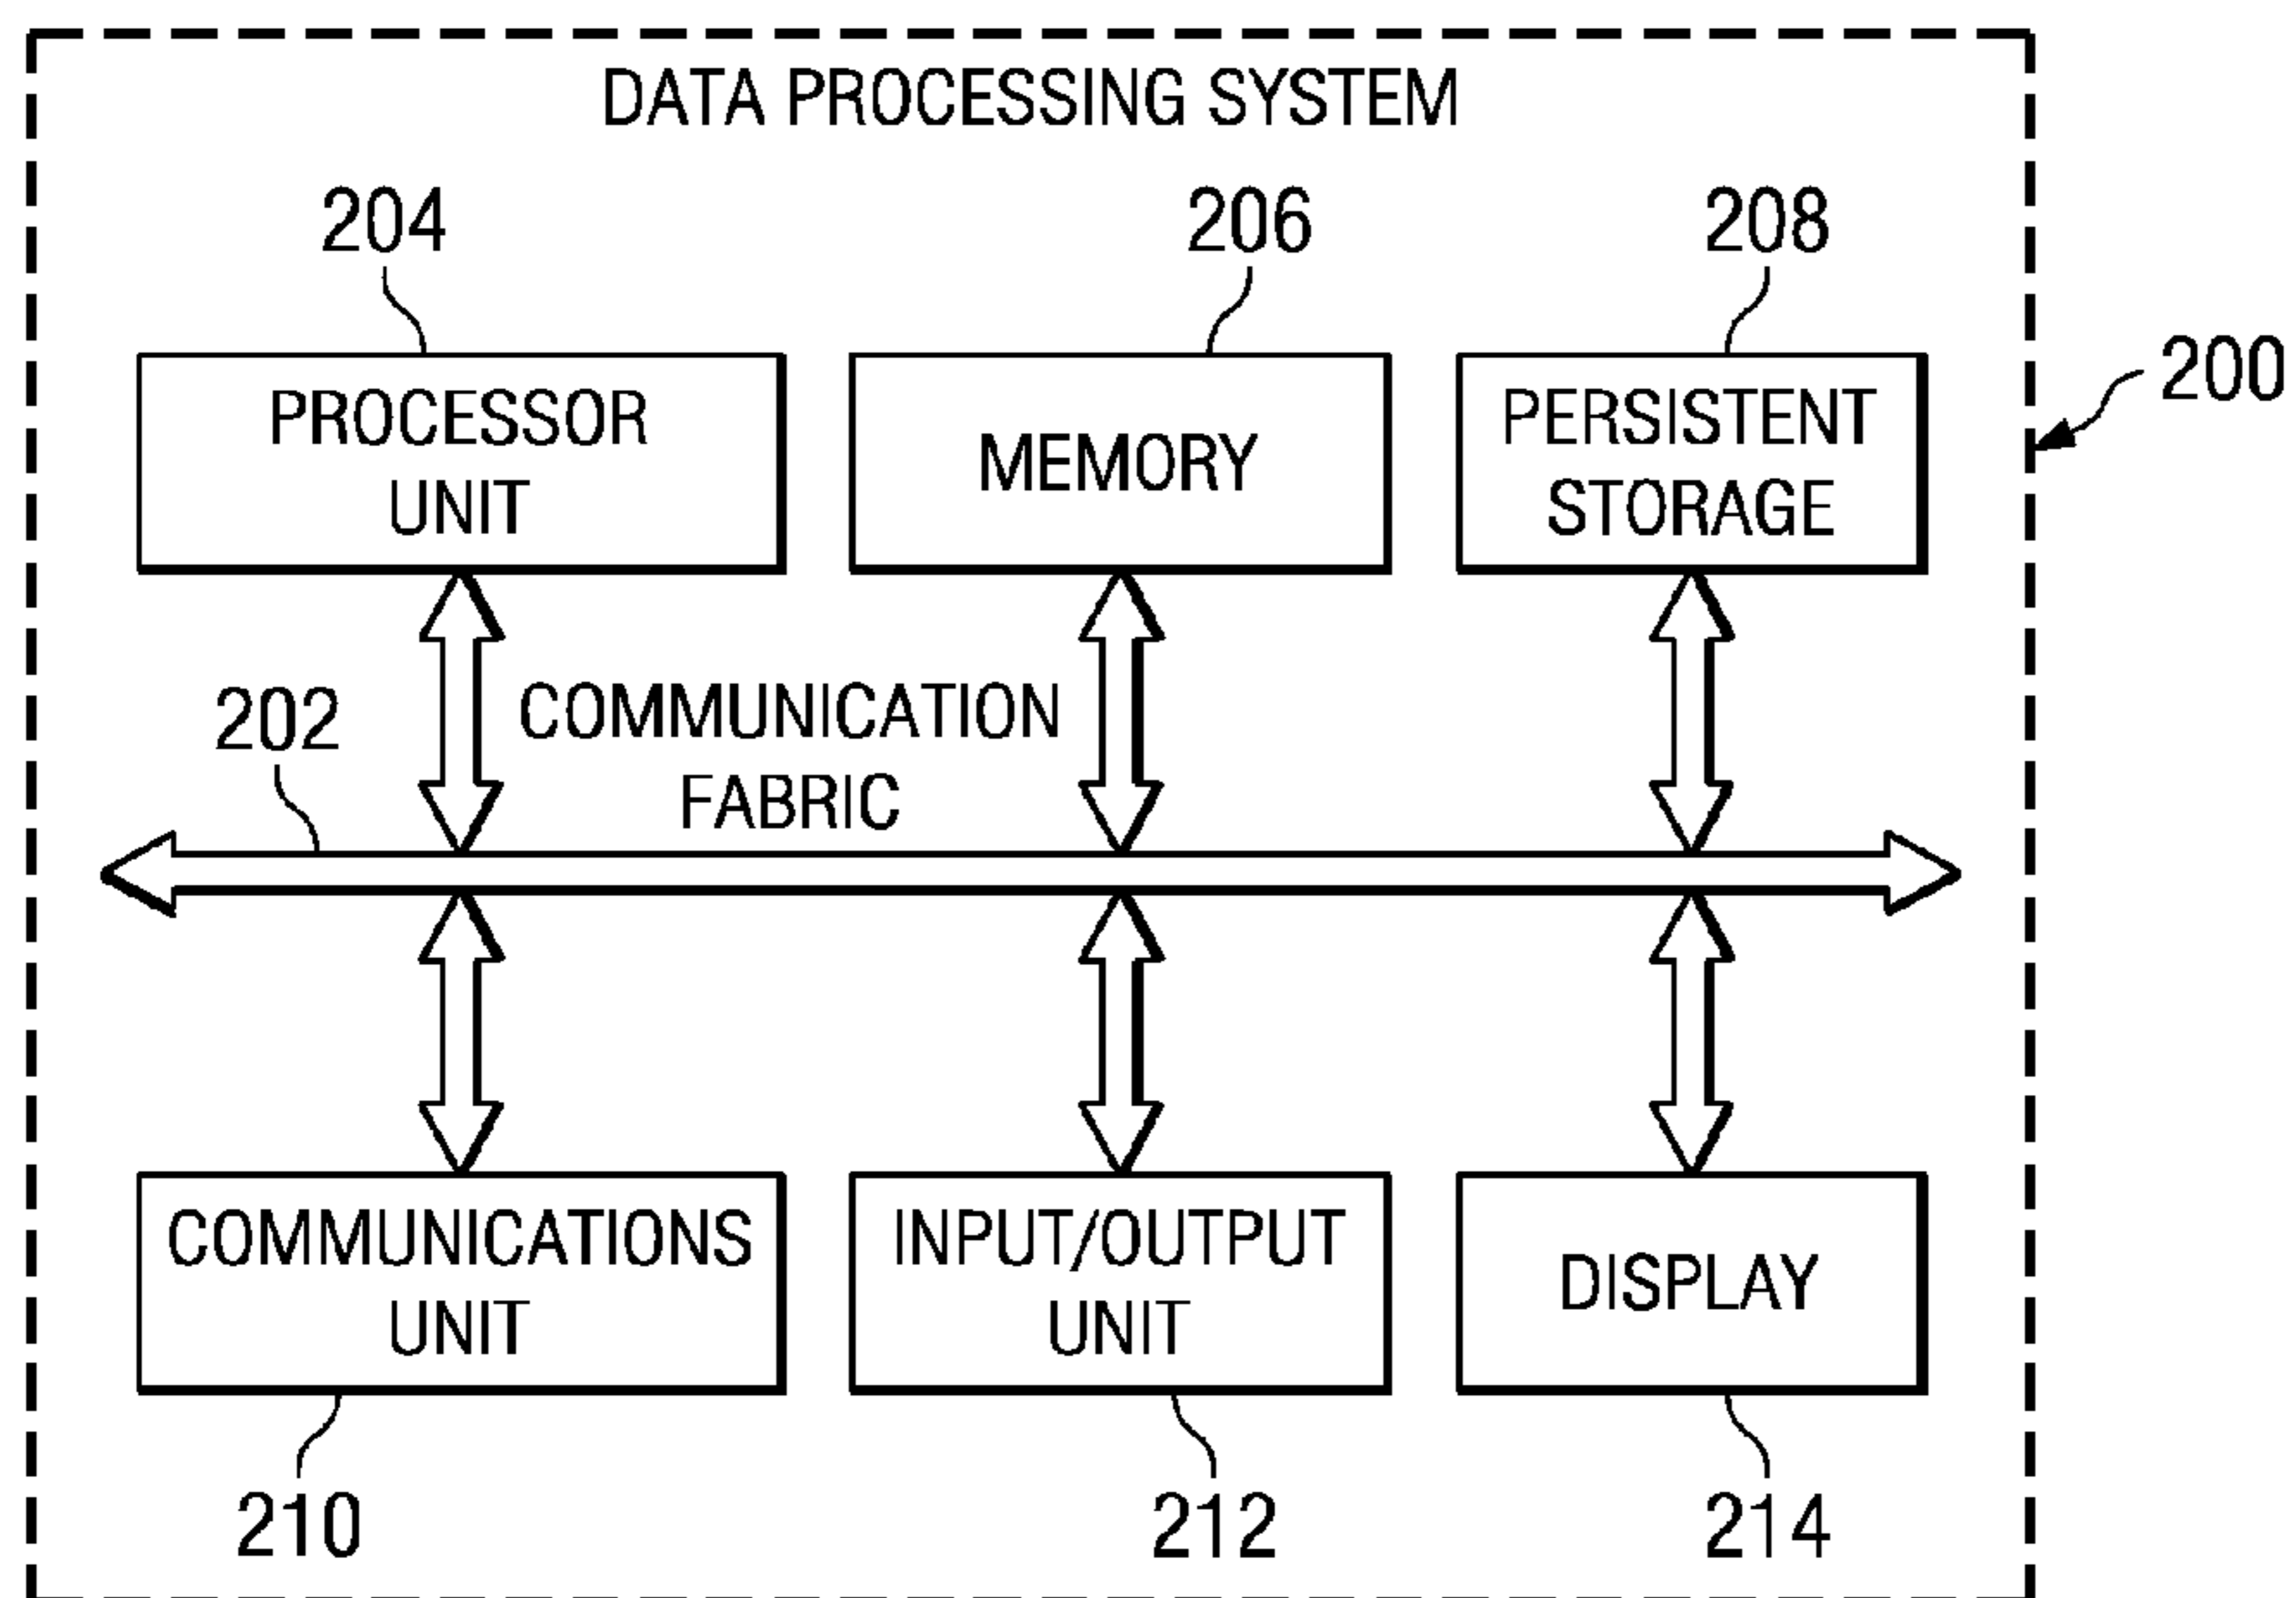 DATA PROCESSING SYSTEM
204
206
208
200
PROCESSOR
UNIT
MEMORY
PERSISTENT
STORAGE
202
COMMUNICATION
FABRIC
COMMUNICATIONS
UNIT
INPUT/OUTPUT
UNIT
DISPLAY
210
212
214